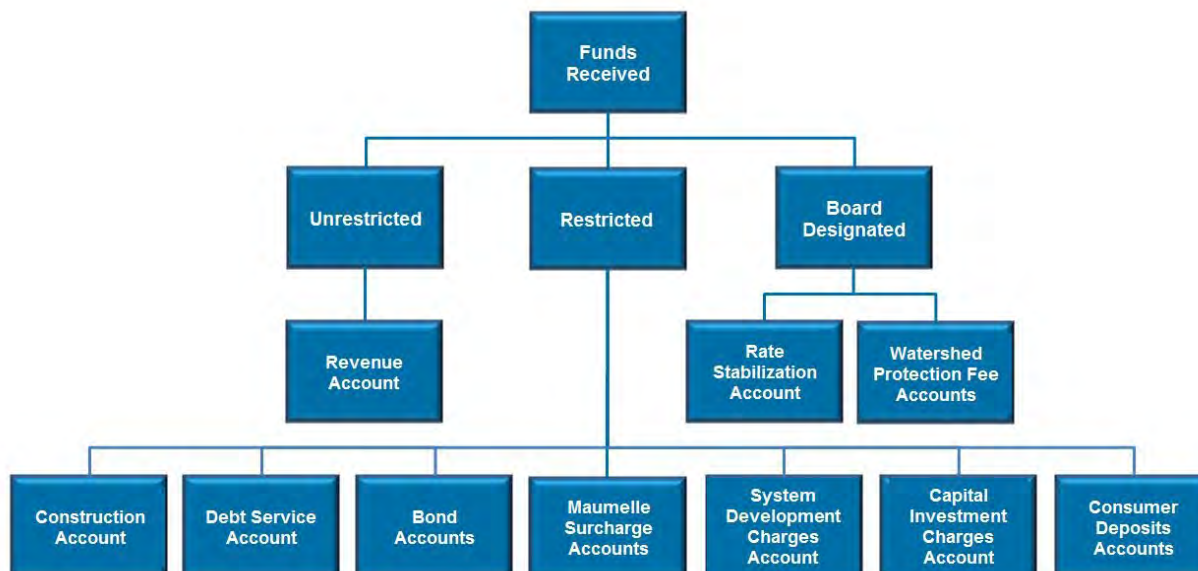 Funds
Received
Unrestricted
Restricted
Board
Designated
Revenue
Account
Rate
Stabilization
Account
Watershed
Protection Fee
Accounts
Construction
Account
Debt Service
Account
Bond
Accounts
Maumelle
Surcharge
Accounts
System
Development
Charges
Account
Capital
Investment
Charges
Account
Consumer
Deposits
Accounts